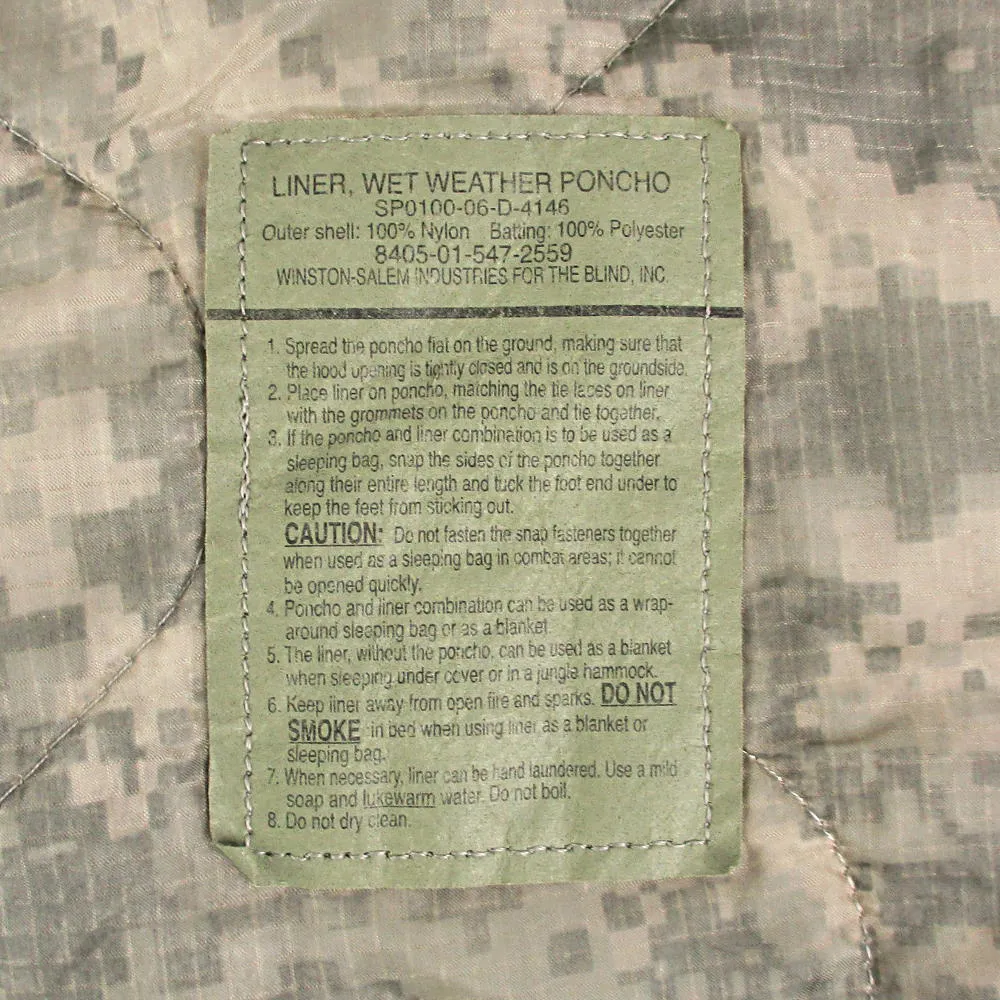 LINER, WET WEATHER PONCHO
SP0100-06-D-4146
Outer shell: 100% Nylon Batting: 100% Polyester
8405-01-547-2559
WINSTON-SALEM INDUSTRIES FOR THE BLIND, INC.
1. Spread the poncho flat on the ground, making sure that
the hood opening is tightly closed and is on the groundside.
2. Place liner on poncho, matching the tie laces on liner
with the grommets on the poncho and tie together.
3. If the poncho and liner combination is to be used as a
sleeping bag, snap the sides of the poncho together
along their entire length and tuck the foot end under to
keep the feet from sticking out.
CAUTION: Do not fasten the snap fasteners together
when used as a sleeping bag in combat areas; it cannot
be opened quickly.
4. Poncho and liner combination can be used as a wrap-
around sleeping bag or as a blanket.
5. The liner, without the poncho, can be used as a blanket
when sleeping under cover or in a jungle hammock.
6. Keep liner away from open fire and sparks. DO NOT
SMOKE in bed when using liner as a blanket or
sleeping bag.
7. When necessary, liner can be hand laundered. Use a mild
soap and lukewarm water. Do not boil.
8. Do not dry clean.